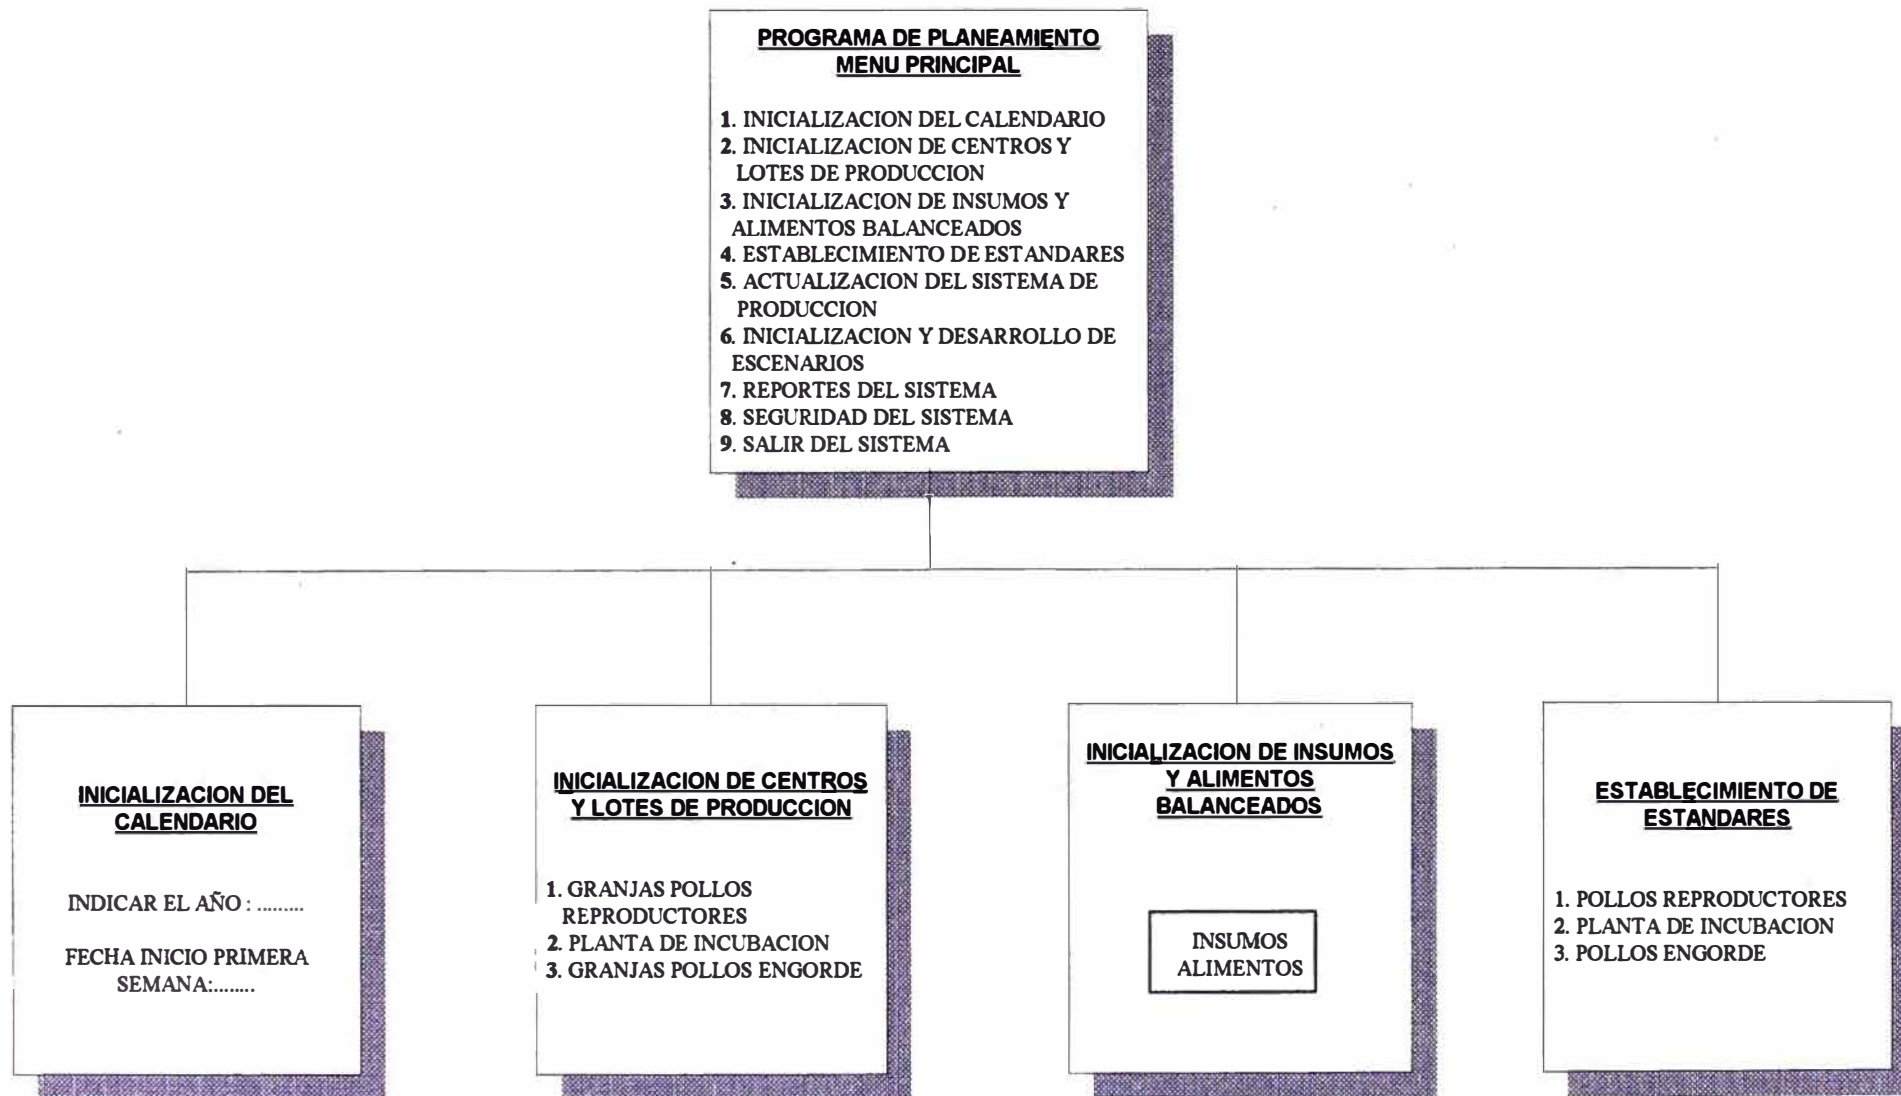 PROGRAMA DE PLANEAMIENTO
MENU PRINCIPAL
1. INICIALIZACION DEL CALENDARIO
2. INICIALIZACION DE CENTROS Y
LOTES DE PRODUCCION
3. INICIALIZACION DE INSUMOS Y
ALIMENTOS BALANCEADOS
4. ESTABLECIMIENTO DE ESTANDARES
5. ACTUALIZACION DEL SISTEMA DE
PRODUCCION
6. INICIALIZACION Y DESARROLLO DE
ESCENARIOS
7. REPORTES DEL SISTEMA
8. SEGURIDAD DEL SISTEMA
9. SALIR DEL SISTEMA
INICIALIZACION DEL
CALENDARIO
INDICAR EL AÑO : .........
FECHA INICIO PRIMERA
SEMANA:........
INICIALIZACION DE CENTROS
Y LOTES DE PRODUCCION
1. GRANJAS POLLOS
REPRODUCTORES
2. PLANTA DE INCUBACION
3. GRANJAS POLLOS ENGORDE
INICIALIZACION DE INSUMOS
Y ALIMENTOS
BALANCEADOS
INSUMOS
ALIMENTOS
ESTABLECIMIENTO DE
ESTANDARES
1. POLLOS REPRODUCTORES
2. PLANTA DE INCUBACION
3. POLLOS ENGORDE